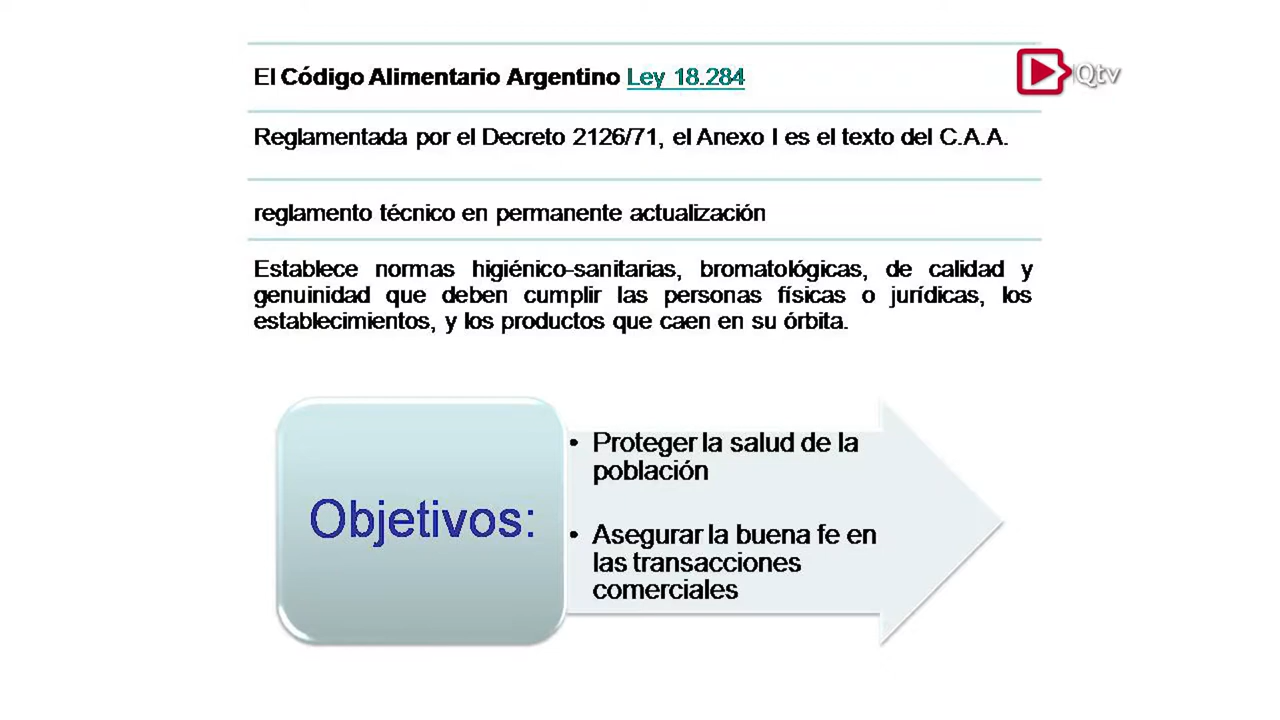 El Código Alimentario Argentino Ley 18.284
Qtv
Reglamentada por el Decreto 2126/71, el Anexo I es el texto del C.A.A.
reglamento técnico en permanente actualización
Establece normas higiénico-sanitarias, bromatológicas, de calidad y
genuinidad que deben cumplir las personas físicas o jurídicas, los
establecimientos, y los productos que caen en su órbita.
Objetivos:
• Proteger la salud de la
población
• Asegurar la buena fe en
las transacciones
comerciales